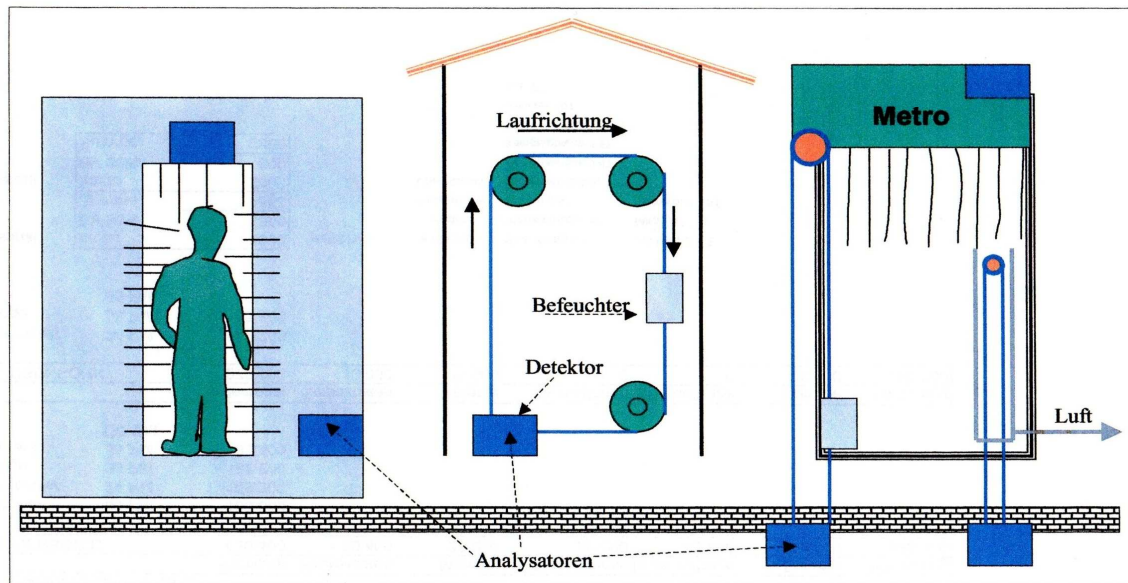 Laufrichtung
Metro
Befeuchter
Detektor
Luft
Analysatoren